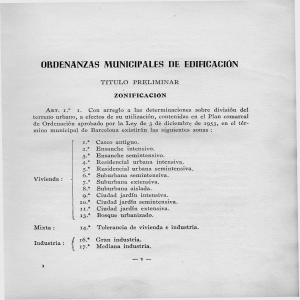 ORDENANZAS MUNICIPALES DE EDIFICACIÓN
TITULO PRELIMINAR
ZONIFICACIÓN
ART. 1.º 1. Con arreglo a las determinaciones sobre división del
terreno urbano, a efectos de su utilización, contenidas en el Plan comarcal
de Ordenación aprobado por la Ley de 3 de diciembre de 1953, en el tér-
mino municipal de Barcelona existirán las siguientes zonas :
1.ª Casco antiguo.
2.ª Ensanche intensivo.
3.ª Ensanche semintensivo.
4.ª Residencial urbana intensiva.
5.ª Residencial urbana semintensiva.
Vivienda : 6.ª Suburbana semintensiva.
7.ª Suburbana extensiva.
8.ª Suburbana aislada.
9.ª Ciudad jardín intensiva.
10.ª Ciudad jardín semintensiva.
11.ª Ciudad jardín extensiva.
13.ª Bosque urbanizado.
Mixta : 14.ª Tolerancia de vivienda e industria.
16.ª Gran industria.
Industria : 17.ª Mediana industria.